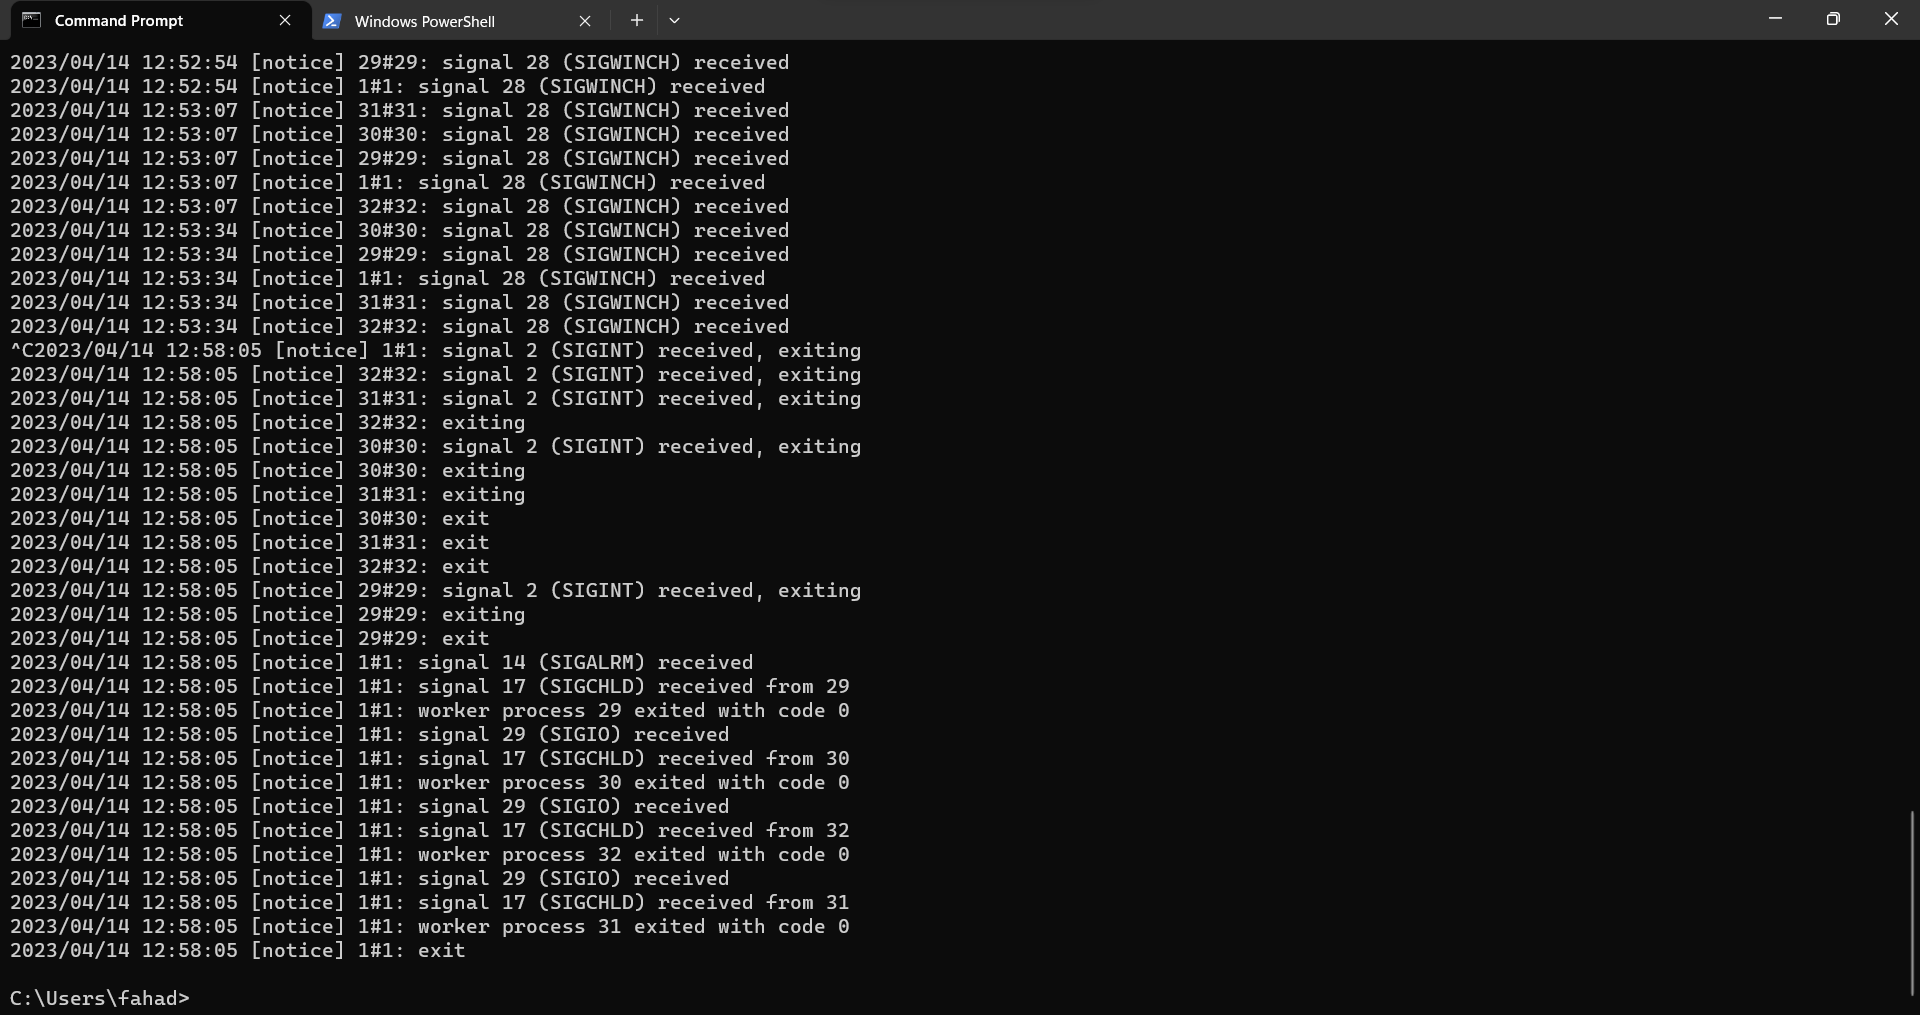 Command Prompt
Windows PowerShell
2023/04/14 12:52:54 [notice] 29#29: signal 28 (SIGWINCH) received
2023/04/14 12:52:54 [notice] 1#1: signal 28 (SIGWINCH) received
2023/04/14 12:53:07 [notice] 31#31: signal 28 (SIGWINCH) received
2023/04/14 12:53:07 [notice] 30#30: signal 28 (SIGWINCH) received
2023/04/14 12:53:07 [notice] 29#29: signal 28 (SIGWINCH) received
2023/04/14 12:53:07 [notice] 1#1: signal 28 (SIGWINCH) received
2023/04/14 12:53:07 [notice] 32#32: signal 28 (SIGWINCH) received
2023/04/14 12:53:34 [notice] 30#30: signal 28 (SIGWINCH) received
2023/04/14 12:53:34 [notice] 29#29: signal 28 (SIGWINCH) received
2023/04/14 12:53:34 [notice] 1#1: signal 28 (SIGWINCH) received
2023/04/14 12:53:34 [notice] 31#31: signal 28 (SIGWINCH) received
2023/04/14 12:53:34 [notice] 32#32: signal 28 (SIGWINCH) received
^C2023/04/14 12:58:05 [notice] 1#1: signal 2 (SIGINT) received, exiting
2023/04/14 12:58:05 [notice] 32#32: signal 2 (SIGINT) received, exiting
2023/04/14 12:58:05 [notice] 31#31: signal 2 (SIGINT) received, exiting
2023/04/14 12:58:05 [notice] 32#32: exiting
2023/04/14 12:58:05 [notice] 30#30: signal 2 (SIGINT) received, exiting
2023/04/14 12:58:05 [notice] 30#30: exiting
2023/04/14 12:58:05 [notice] 31#31: exiting
2023/04/14 12:58:05 [notice] 30#30: exit
2023/04/14 12:58:05 [notice] 31#31: exit
2023/04/14 12:58:05 [notice] 32#32: exit
2023/04/14 12:58:05 [notice] 29#29: signal 2 (SIGINT) received, exiting
2023/04/14 12:58:05 [notice] 29#29: exiting
2023/04/14 12:58:05 [notice] 29#29: exit
2023/04/14 12:58:05 [notice] 1#1: signal 14 (SIGALRM) received
2023/04/14 12:58:05 [notice] 1#1: signal 17 (SIGCHLD) received from 29
2023/04/14 12:58:05 [notice] 1#1: worker process 29 exited with code 0
2023/04/14 12:58:05 [notice] 1#1: signal 29 (SIGIO) received
2023/04/14 12:58:05 [notice] 1#1: signal 17 (SIGCHLD) received from 30
2023/04/14 12:58:05 [notice] 1#1: worker process 30 exited with code 0
2023/04/14 12:58:05 [notice] 1#1: signal 29 (SIGIO) received
2023/04/14 12:58:05 [notice] 1#1: signal 17 (SIGCHLD) received from 32
2023/04/14 12:58:05 [notice] 1#1: worker process 32 exited with code 0
2023/04/14 12:58:05 [notice] 1#1: signal 29 (SIGIO) received
2023/04/14 12:58:05 [notice] 1#1: signal 17 (SIGCHLD) received from 31
2023/04/14 12:58:05 [notice] 1#1: worker process 31 exited with code 0
2023/04/14 12:58:05 [notice] 1#1: exit
C:\Users\fahad>